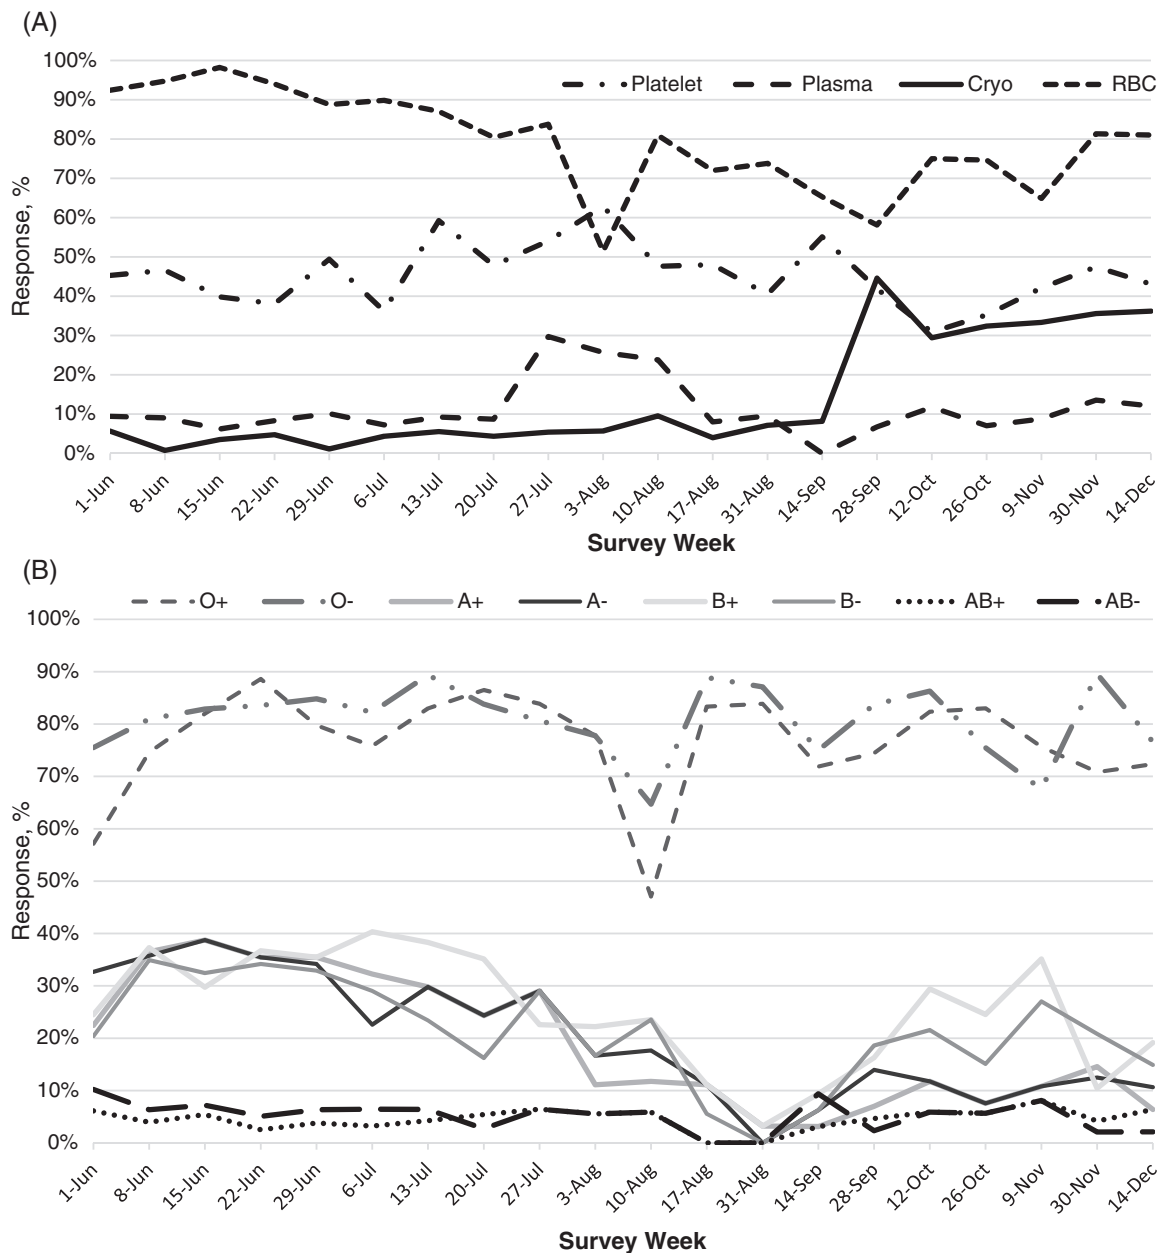 (A)
100%
90%
80%
70%
60%
50%
40%
30%
20%
10%
0%
Response, %
Platelet Plasma Cryo RBC
1-Jun 8-Jun 15-Jun 22-Jun 29-Jun 6-Jul 13-Jul 20-Jul 27-Jul 3-Aug 10-Aug 17-Aug 31-Aug 14-Sep 28-Sep 12-Oct 26-Oct 9-Nov 30-Nov 14-Dec
Survey Week
(B)
O+ O- A+ A- B+ B- AB+ AB-
100%
90%
80%
70%
60%
50%
40%
30%
20%
10%
0%
Response, %
1-Jun 8-Jun 15-Jun 22-Jun 29-Jun 6-Jul 13-Jul 20-Jul 27-Jul 3-Aug 10-Aug 17-Aug 31-Aug 14-Sep 28-Sep 12-Oct 26-Oct 9-Nov 30-Nov 14-Dec
Survey Week